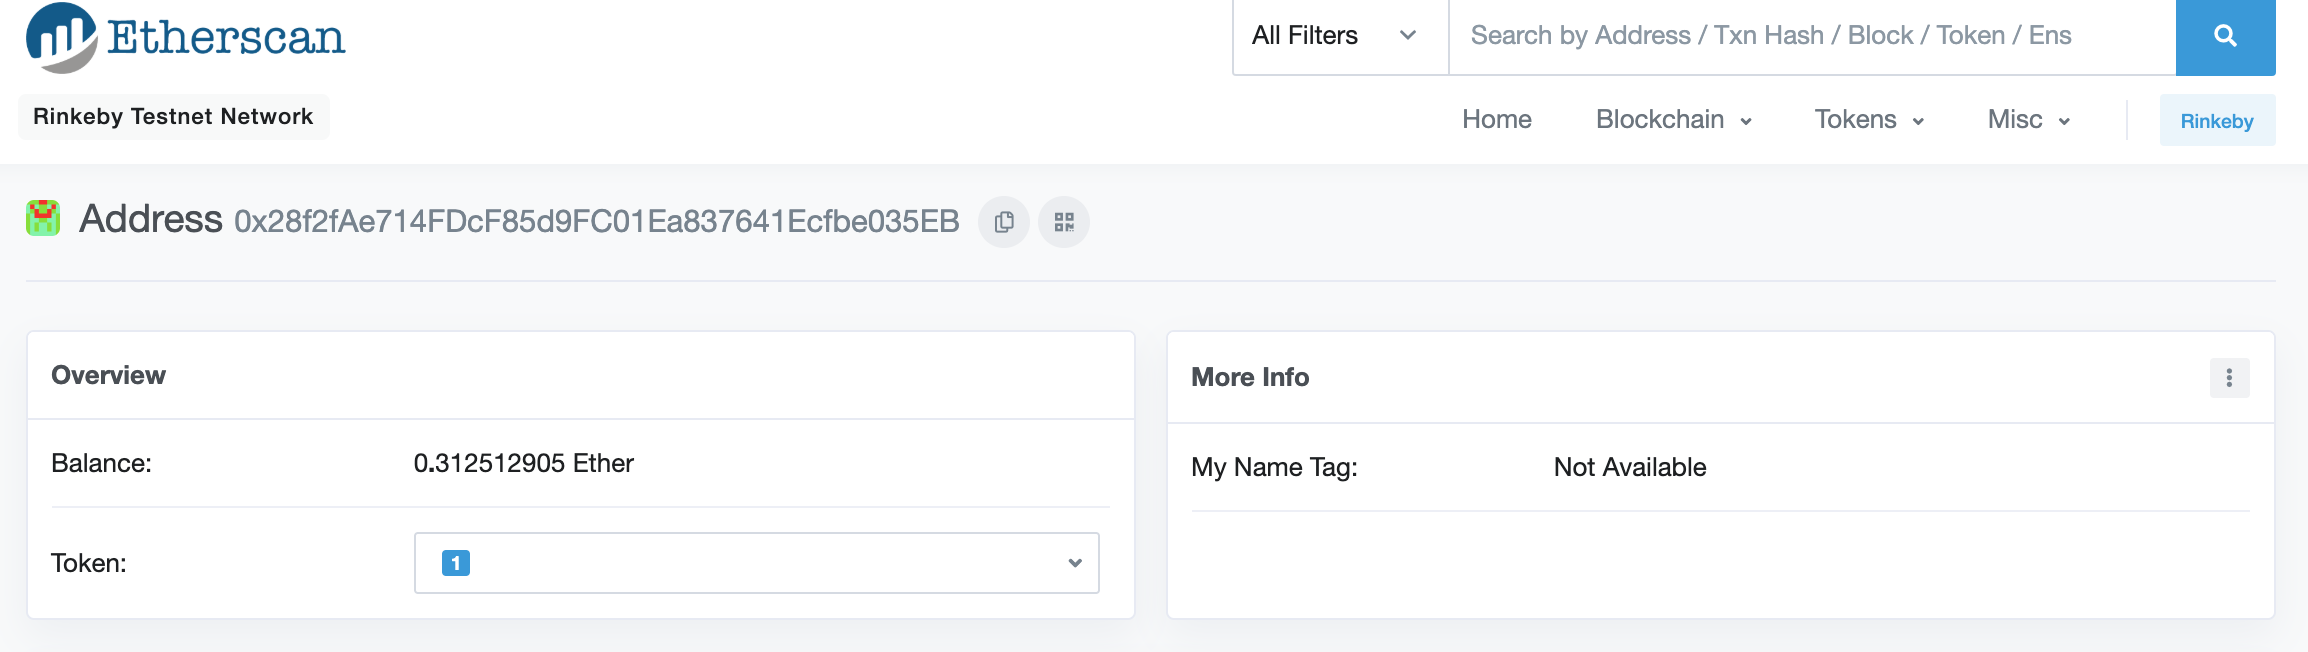 Etherscan
All Filters
Search by Address / Txn Hash / Block / Token / Ens
Rinkeby Testnet Network
Home
Blockchain
Tokens
Misc
Rinkeby
Address 0x28f2fAe714FDcF85d9FC01Ea837641Ecfbe035EB
Overview
Balance: 0.312512905 Ether
Token: 1
More Info
My Name Tag: Not Available